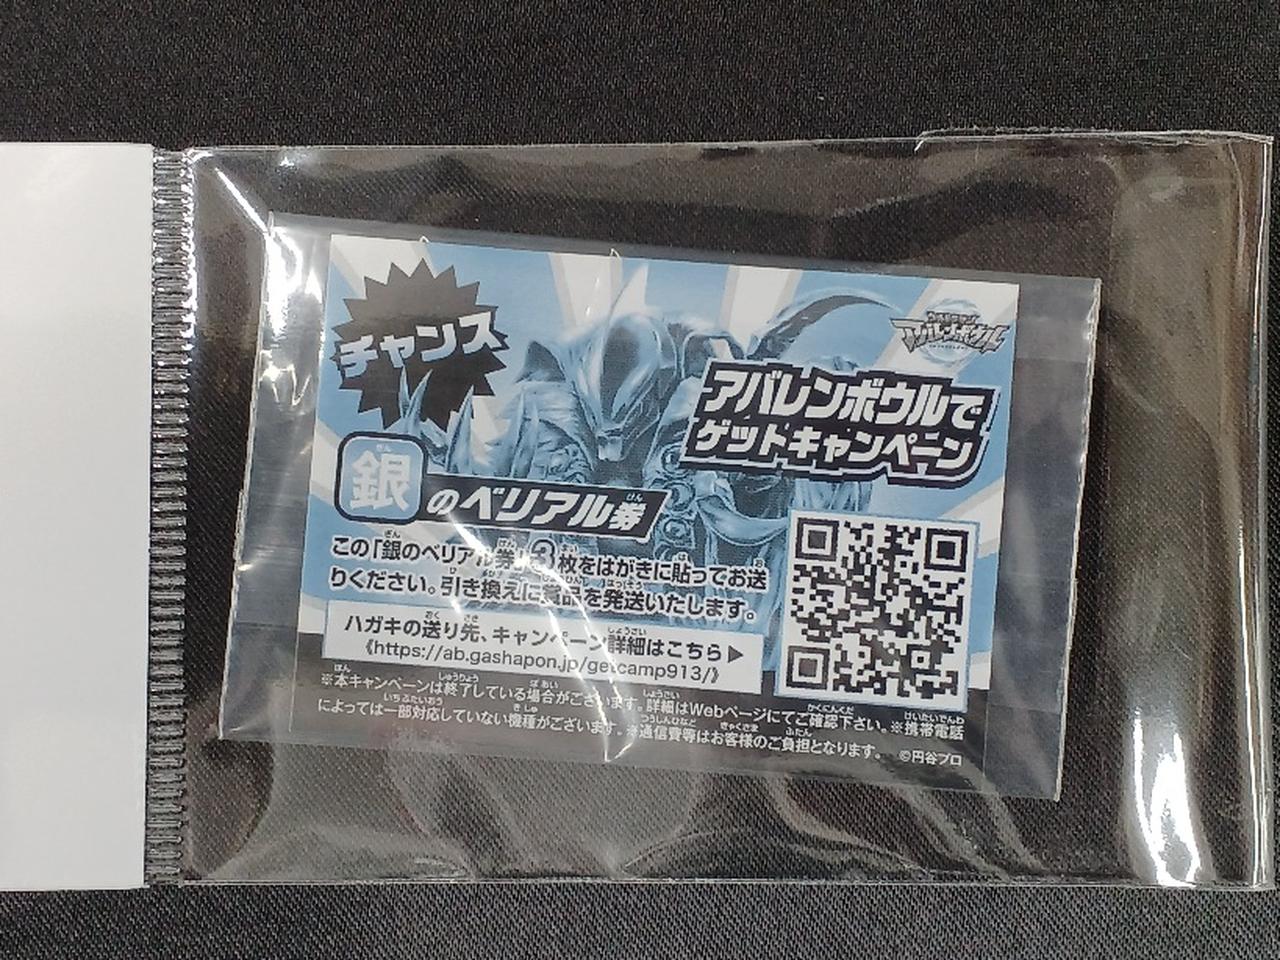 チャンス
アバレンボウル
アバレンボウルで
ゲットキャンペーン
銀のベリアル券
この「銀のベリアル券」3枚をはがきに貼ってお送
りください。引き換えに賞品を発送いたします。
ハガキの送り先、キャンペーン詳細はこちら▶
《https://ab.gashapon.jp/getcamp913/》
※本キャンペーンは終了している場合がございます。詳細はWebページにてご確認下さい。※携帯電話
によっては一部対応していない機種がございます。※通信費等はお客様のご負担となります。 ©円谷プロ